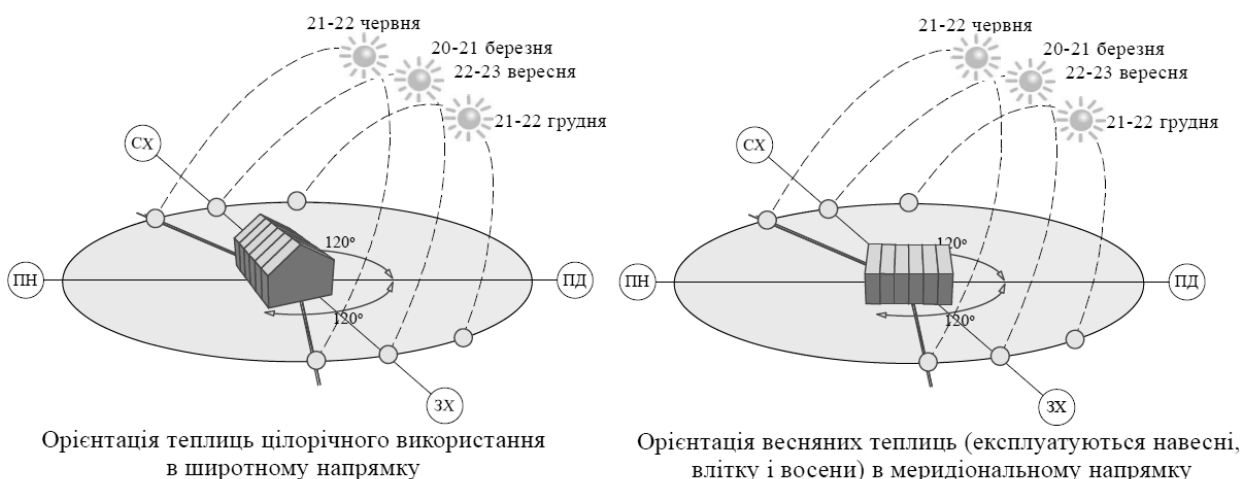 21-22 червня
20-21 березня
22-23 вересня
21-22 грудня
СХ
120°
ПН
ПД
120°
ЗХ
Орієнтація теплиць цілорічного використання
в широтному напрямку
21-22 червня
20-21 березня
22-23 вересня
21-22 грудня
СХ
120°
ПН
ПД
120°
ЗХ
Орієнтація весняних теплиць (експлуатуються навесні,
влітку і восени) в меридіональному напрямку